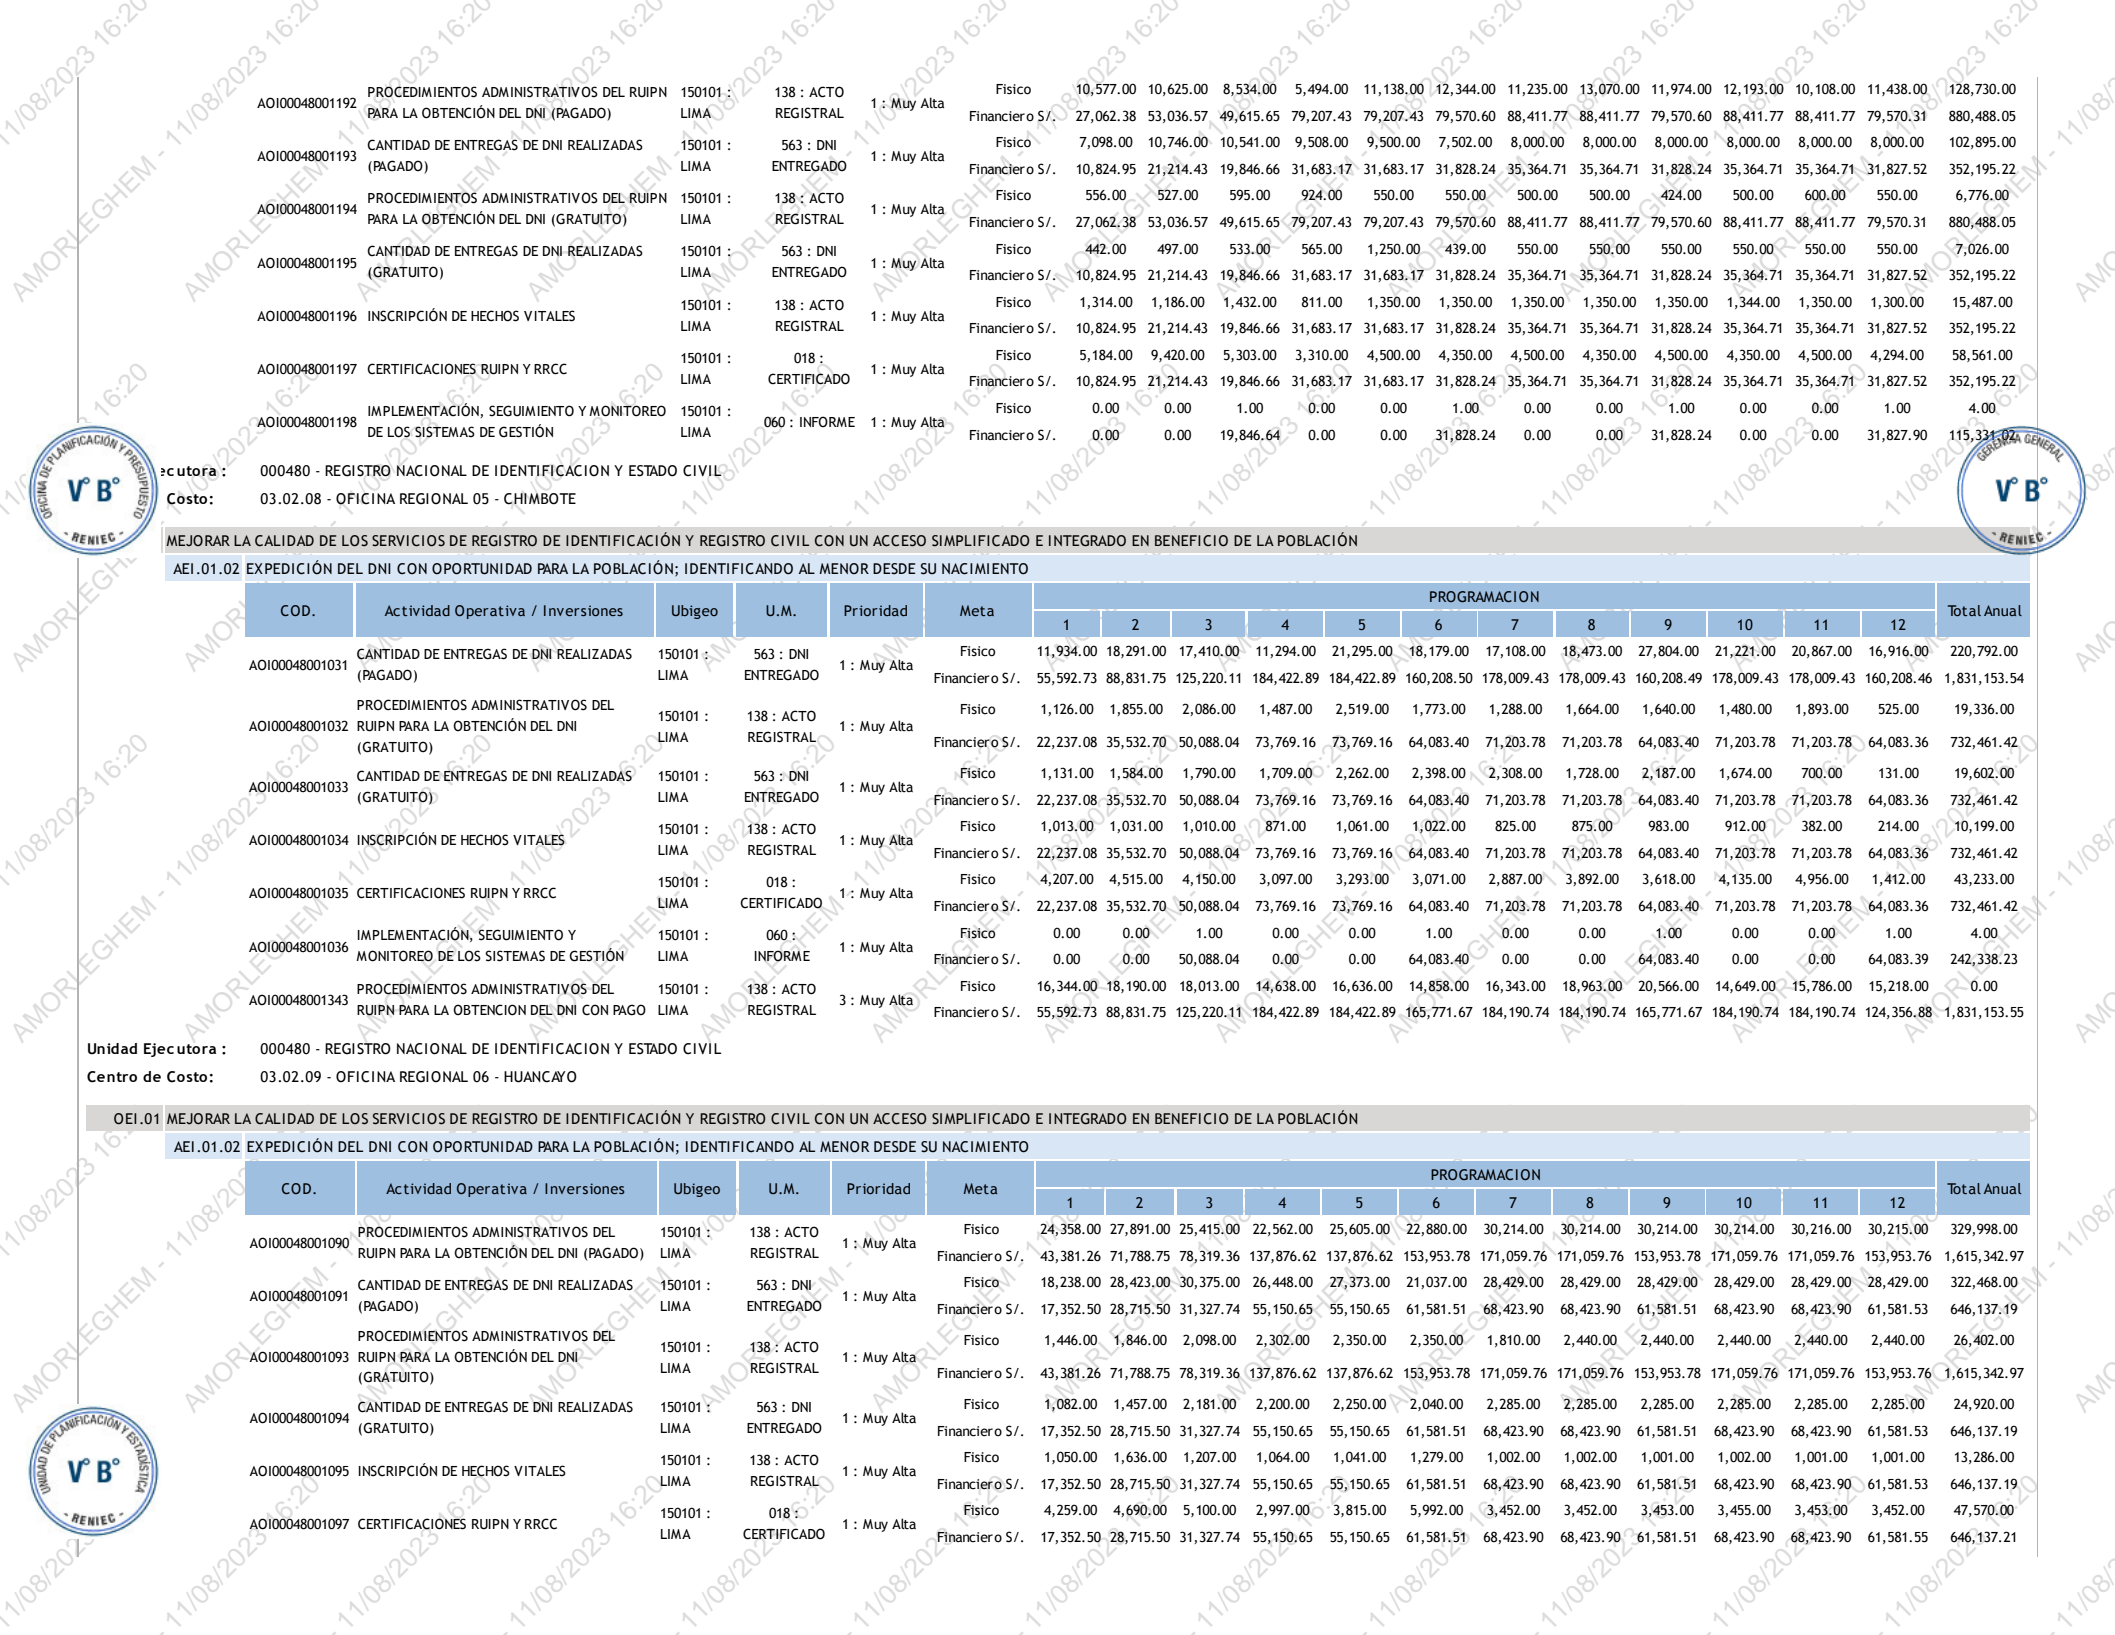 AOI00048001192 PROCEDIMIENTOS ADMINISTRATIVOS DEL RUIPN PARA LA OBTENCIÓN DEL DNI (PAGADO) 150101 : LIMA 138 : ACTO REGISTRAL 1 : Muy Alta
Fisico 10,577.00 10,625.00 8,534.00 5,494.00 11,138.00 12,344.00 11,235.00 13,070.00 11,974.00 12,193.00 10,108.00 11,438.00 128,730.00
Financiero S/. 27,062.38 53,036.57 49,615.65 79,207.43 79,207.43 79,570.60 88,411.77 88,411.77 79,570.60 88,411.77 88,411.77 79,570.31 880,488.05
AOI00048001193 CANTIDAD DE ENTREGAS DE DNI REALIZADAS (PAGADO) 150101 : LIMA 563 : DNI ENTREGADO 1 : Muy Alta
Fisico 7,098.00 10,746.00 10,541.00 9,508.00 9,500.00 7,502.00 8,000.00 8,000.00 8,000.00 8,000.00 8,000.00 8,000.00 102,895.00
Financiero S/. 10,824.95 21,214.43 19,846.66 31,683.17 31,683.17 31,828.24 35,364.71 35,364.71 31,828.24 35,364.71 35,364.71 31,827.52 352,195.22
AOI00048001194 PROCEDIMIENTOS ADMINISTRATIVOS DEL RUIPN PARA LA OBTENCIÓN DEL DNI (GRATUITO) 150101 : LIMA 138 : ACTO REGISTRAL 1 : Muy Alta
Fisico 556.00 527.00 595.00 924.00 550.00 550.00 500.00 500.00 424.00 500.00 600.00 550.00 6,776.00
Financiero S/. 27,062.38 53,036.57 49,615.65 79,207.43 79,207.43 79,570.60 88,411.77 88,411.77 79,570.60 88,411.77 88,411.77 79,570.31 880,488.05
AOI00048001195 CANTIDAD DE ENTREGAS DE DNI REALIZADAS (GRATUITO) 150101 : LIMA 563 : DNI ENTREGADO 1 : Muy Alta
Fisico 442.00 497.00 533.00 565.00 1,250.00 439.00 550.00 550.00 550.00 550.00 550.00 550.00 7,026.00
Financiero S/. 10,824.95 21,214.43 19,846.66 31,683.17 31,683.17 31,828.24 35,364.71 35,364.71 31,828.24 35,364.71 35,364.71 31,827.52 352,195.22
AOI00048001196 INSCRIPCIÓN DE HECHOS VITALES 150101 : LIMA 138 : ACTO REGISTRAL 1 : Muy Alta
Fisico 1,314.00 1,186.00 1,432.00 811.00 1,350.00 1,350.00 1,350.00 1,350.00 1,350.00 1,344.00 1,350.00 1,300.00 15,487.00
Financiero S/. 10,824.95 21,214.43 19,846.66 31,683.17 31,683.17 31,828.24 35,364.71 35,364.71 31,828.24 35,364.71 35,364.71 31,827.52 352,195.22
AOI00048001197 CERTIFICACIONES RUIPN Y RRCC 150101 : LIMA 018 : CERTIFICADO 1 : Muy Alta
Fisico 5,184.00 9,420.00 5,303.00 3,310.00 4,500.00 4,350.00 4,500.00 4,350.00 4,500.00 4,350.00 4,500.00 4,294.00 58,561.00
Financiero S/. 10,824.95 21,214.43 19,846.66 31,683.17 31,683.17 31,828.24 35,364.71 35,364.71 31,828.24 35,364.71 35,364.71 31,827.52 352,195.22
AOI00048001198 IMPLEMENTACIÓN, SEGUIMIENTO Y MONITOREO DE LOS SISTEMAS DE GESTIÓN 150101 : LIMA 060 : INFORME 1 : Muy Alta
Fisico 0.00 0.00 1.00 0.00 0.00 1.00 0.00 0.00 1.00 0.00 0.00 1.00 4.00
Financiero S/. 0.00 0.00 19,846.64 0.00 0.00 31,828.24 0.00 0.00 31,828.24 0.00 0.00 31,827.90 115,331.02
ecutora : 000480 - REGISTRO NACIONAL DE IDENTIFICACION Y ESTADO CIVIL
Costo: 03.02.08 - OFICINA REGIONAL 05 - CHIMBOTE
OFICINA DE PLANIFICACIÓN Y PRESUPUESTO V° B° - RENIEC -
GERENCIA GENERAL V° B° - RENIEC -
MEJORAR LA CALIDAD DE LOS SERVICIOS DE REGISTRO DE IDENTIFICACIÓN Y REGISTRO CIVIL CON UN ACCESO SIMPLIFICADO E INTEGRADO EN BENEFICIO DE LA POBLACIÓN
AEI.01.02 EXPEDICIÓN DEL DNI CON OPORTUNIDAD PARA LA POBLACIÓN; IDENTIFICANDO AL MENOR DESDE SU NACIMIENTO
COD. Actividad Operativa / Inversiones Ubigeo U.M. Prioridad Meta PROGRAMACION Total Anual
1 2 3 4 5 6 7 8 9 10 11 12
AOI00048001031 CANTIDAD DE ENTREGAS DE DNI REALIZADAS (PAGADO) 150101 : LIMA 563 : DNI ENTREGADO 1 : Muy Alta
Fisico 11,934.00 18,291.00 17,410.00 11,294.00 21,295.00 18,179.00 17,108.00 18,473.00 27,804.00 21,221.00 20,867.00 16,916.00 220,792.00
Financiero S/. 55,592.73 88,831.75 125,220.11 184,422.89 184,422.89 160,208.50 178,009.43 178,009.43 160,208.49 178,009.43 178,009.43 160,208.46 1,831,153.54
AOI00048001032 PROCEDIMIENTOS ADMINISTRATIVOS DEL RUIPN PARA LA OBTENCIÓN DEL DNI (GRATUITO) 150101 : LIMA 138 : ACTO REGISTRAL 1 : Muy Alta
Fisico 1,126.00 1,855.00 2,086.00 1,487.00 2,519.00 1,773.00 1,288.00 1,664.00 1,640.00 1,480.00 1,893.00 525.00 19,336.00
Financiero S/. 22,237.08 35,532.70 50,088.04 73,769.16 73,769.16 64,083.40 71,203.78 71,203.78 64,083.40 71,203.78 71,203.78 64,083.36 732,461.42
AOI00048001033 CANTIDAD DE ENTREGAS DE DNI REALIZADAS (GRATUITO) 150101 : LIMA 563 : DNI ENTREGADO 1 : Muy Alta
Fisico 1,131.00 1,584.00 1,790.00 1,709.00 2,262.00 2,398.00 2,308.00 1,728.00 2,187.00 1,674.00 700.00 131.00 19,602.00
Financiero S/. 22,237.08 35,532.70 50,088.04 73,769.16 73,769.16 64,083.40 71,203.78 71,203.78 64,083.40 71,203.78 71,203.78 64,083.36 732,461.42
AOI00048001034 INSCRIPCIÓN DE HECHOS VITALES 150101 : LIMA 138 : ACTO REGISTRAL 1 : Muy Alta
Fisico 1,013.00 1,031.00 1,010.00 871.00 1,061.00 1,022.00 825.00 875.00 983.00 912.00 382.00 214.00 10,199.00
Financiero S/. 22,237.08 35,532.70 50,088.04 73,769.16 73,769.16 64,083.40 71,203.78 71,203.78 64,083.40 71,203.78 71,203.78 64,083.36 732,461.42
AOI00048001035 CERTIFICACIONES RUIPN Y RRCC 150101 : LIMA 018 : CERTIFICADO 1 : Muy Alta
Fisico 4,207.00 4,515.00 4,150.00 3,097.00 3,293.00 3,071.00 2,887.00 3,892.00 3,618.00 4,135.00 4,956.00 1,412.00 43,233.00
Financiero S/. 22,237.08 35,532.70 50,088.04 73,769.16 73,769.16 64,083.40 71,203.78 71,203.78 64,083.40 71,203.78 71,203.78 64,083.36 732,461.42
AOI00048001036 IMPLEMENTACIÓN, SEGUIMIENTO Y MONITOREO DE LOS SISTEMAS DE GESTIÓN 150101 : LIMA 060 : INFORME 1 : Muy Alta
Fisico 0.00 0.00 1.00 0.00 0.00 1.00 0.00 0.00 1.00 0.00 0.00 1.00 4.00
Financiero S/. 0.00 0.00 50,088.04 0.00 0.00 64,083.40 0.00 0.00 64,083.40 0.00 0.00 64,083.39 242,338.23
AOI00048001343 PROCEDIMIENTOS ADMINISTRATIVOS DEL RUIPN PARA LA OBTENCION DEL DNI CON PAGO 150101 : LIMA 138 : ACTO REGISTRAL 3 : Muy Alta
Fisico 16,344.00 18,190.00 18,013.00 14,638.00 16,636.00 14,858.00 16,343.00 18,963.00 20,566.00 14,649.00 15,786.00 15,218.00 0.00
Financiero S/. 55,592.73 88,831.75 125,220.11 184,422.89 184,422.89 165,771.67 184,190.74 184,190.74 165,771.67 184,190.74 184,190.74 124,356.88 1,831,153.55
Unidad Ejecutora : 000480 - REGISTRO NACIONAL DE IDENTIFICACION Y ESTADO CIVIL
Centro de Costo: 03.02.09 - OFICINA REGIONAL 06 - HUANCAYO
OEI.01 MEJORAR LA CALIDAD DE LOS SERVICIOS DE REGISTRO DE IDENTIFICACIÓN Y REGISTRO CIVIL CON UN ACCESO SIMPLIFICADO E INTEGRADO EN BENEFICIO DE LA POBLACIÓN
AEI.01.02 EXPEDICIÓN DEL DNI CON OPORTUNIDAD PARA LA POBLACIÓN; IDENTIFICANDO AL MENOR DESDE SU NACIMIENTO
COD. Actividad Operativa / Inversiones Ubigeo U.M. Prioridad Meta PROGRAMACION Total Anual
1 2 3 4 5 6 7 8 9 10 11 12
AOI00048001090 PROCEDIMIENTOS ADMINISTRATIVOS DEL RUIPN PARA LA OBTENCIÓN DEL DNI (PAGADO) 150101 : LIMA 138 : ACTO REGISTRAL 1 : Muy Alta
Fisico 24,358.00 27,891.00 25,415.00 22,562.00 25,605.00 22,880.00 30,214.00 30,214.00 30,214.00 30,214.00 30,216.00 30,215.00 329,998.00
Financiero S/. 43,381.26 71,788.75 78,319.36 137,876.62 137,876.62 153,953.78 171,059.76 171,059.76 153,953.78 171,059.76 171,059.76 153,953.76 1,615,342.97
AOI00048001091 CANTIDAD DE ENTREGAS DE DNI REALIZADAS (PAGADO) 150101 : LIMA 563 : DNI ENTREGADO 1 : Muy Alta
Fisico 18,238.00 28,423.00 30,375.00 26,448.00 27,373.00 21,037.00 28,429.00 28,429.00 28,429.00 28,429.00 28,429.00 28,429.00 322,468.00
Financiero S/. 17,352.50 28,715.50 31,327.74 55,150.65 55,150.65 61,581.51 68,423.90 68,423.90 61,581.51 68,423.90 68,423.90 61,581.53 646,137.19
AOI00048001093 PROCEDIMIENTOS ADMINISTRATIVOS DEL RUIPN PARA LA OBTENCIÓN DEL DNI (GRATUITO) 150101 : LIMA 138 : ACTO REGISTRAL 1 : Muy Alta
Fisico 1,446.00 1,846.00 2,098.00 2,302.00 2,350.00 2,350.00 1,810.00 2,440.00 2,440.00 2,440.00 2,440.00 2,440.00 26,402.00
Financiero S/. 43,381.26 71,788.75 78,319.36 137,876.62 137,876.62 153,953.78 171,059.76 171,059.76 153,953.78 171,059.76 171,059.76 153,953.76 1,615,342.97
AOI00048001094 CANTIDAD DE ENTREGAS DE DNI REALIZADAS (GRATUITO) 150101 : LIMA 563 : DNI ENTREGADO 1 : Muy Alta
Fisico 1,082.00 1,457.00 2,181.00 2,200.00 2,250.00 2,040.00 2,285.00 2,285.00 2,285.00 2,285.00 2,285.00 2,285.00 24,920.00
Financiero S/. 17,352.50 28,715.50 31,327.74 55,150.65 55,150.65 61,581.51 68,423.90 68,423.90 61,581.51 68,423.90 68,423.90 61,581.53 646,137.19
AOI00048001095 INSCRIPCIÓN DE HECHOS VITALES 150101 : LIMA 138 : ACTO REGISTRAL 1 : Muy Alta
Fisico 1,050.00 1,636.00 1,207.00 1,064.00 1,041.00 1,279.00 1,002.00 1,002.00 1,001.00 1,002.00 1,001.00 1,001.00 13,286.00
Financiero S/. 17,352.50 28,715.50 31,327.74 55,150.65 55,150.65 61,581.51 68,423.90 68,423.90 61,581.51 68,423.90 68,423.90 61,581.53 646,137.19
AOI00048001097 CERTIFICACIONES RUIPN Y RRCC 150101 : LIMA 018 : CERTIFICADO 1 : Muy Alta
Fisico 4,259.00 4,690.00 5,100.00 2,997.00 3,815.00 5,992.00 3,452.00 3,452.00 3,453.00 3,455.00 3,453.00 3,452.00 47,570.00
Financiero S/. 17,352.50 28,715.50 31,327.74 55,150.65 55,150.65 61,581.51 68,423.90 68,423.90 61,581.51 68,423.90 68,423.90 61,581.55 646,137.21
UNIDAD DE PLANIFICACIÓN Y ESTADÍSTICA V° B° - RENIEC -
AMORLEGHEM - 11/08/2023 16:20